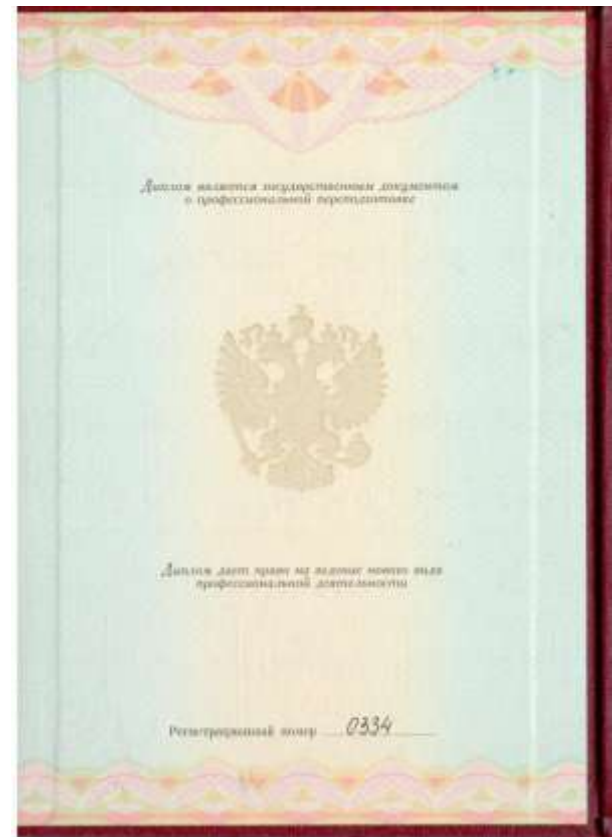 Диплом является государственным документом
о профессиональной переподготовке
Диплом дает право на ведение нового вида
профессиональной деятельности
Регистрационный номер 0334